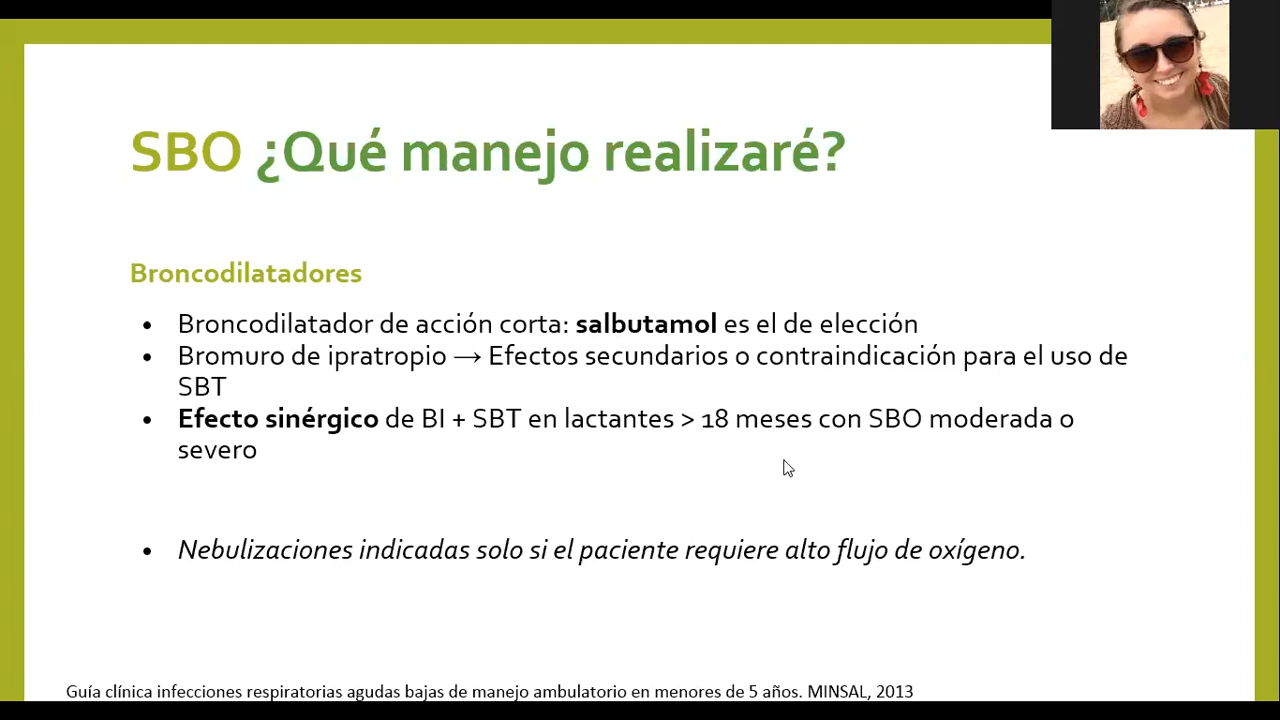 SBO ¿Qué manejo realizaré?
Broncodilatadores
• Broncodilatador de acción corta: salbutamol es el de elección
• Bromuro de ipratropio → Efectos secundarios o contraindicación para el uso de
SBT
• Efecto sinérgico de BI + SBT en lactantes > 18 meses con SBO moderada o
severo
• Nebulizaciones indicadas solo si el paciente requiere alto flujo de oxígeno.
Guía clínica infecciones respiratorias agudas bajas de manejo ambulatorio en menores de 5 años. MINSAL, 2013